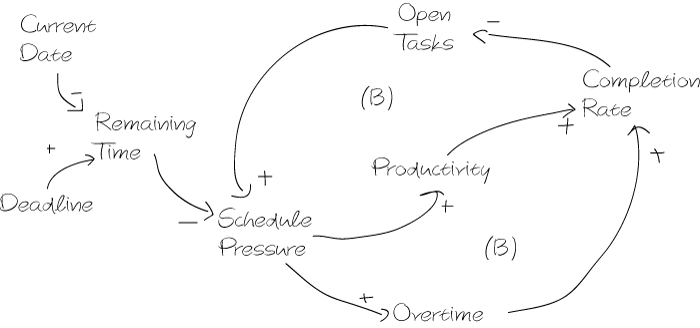 Current
Date
−
+
Remaining
Time
Deadline
−
Open
Tasks
−
(B)
Completion
Rate
+
+
Productivity
+
+
Schedule
Pressure
(B)
+
Overtime